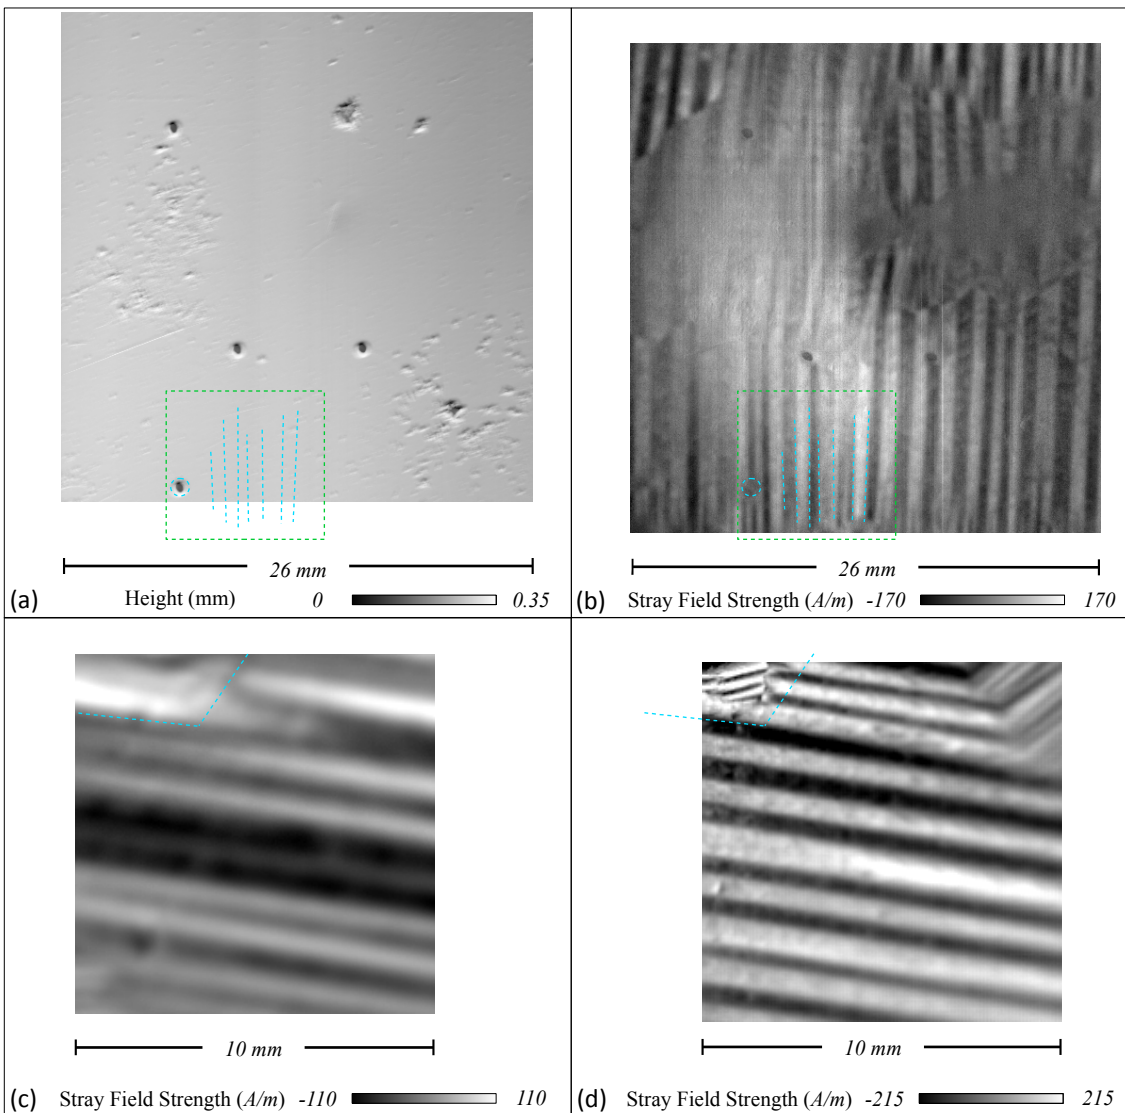 26 mm
(a) Height (mm) 0 0.35
26 mm
(b) Stray Field Strength (A/m) -170 170
10 mm
(c) Stray Field Strength (A/m) -110 110
10 mm
(d) Stray Field Strength (A/m) -215 215